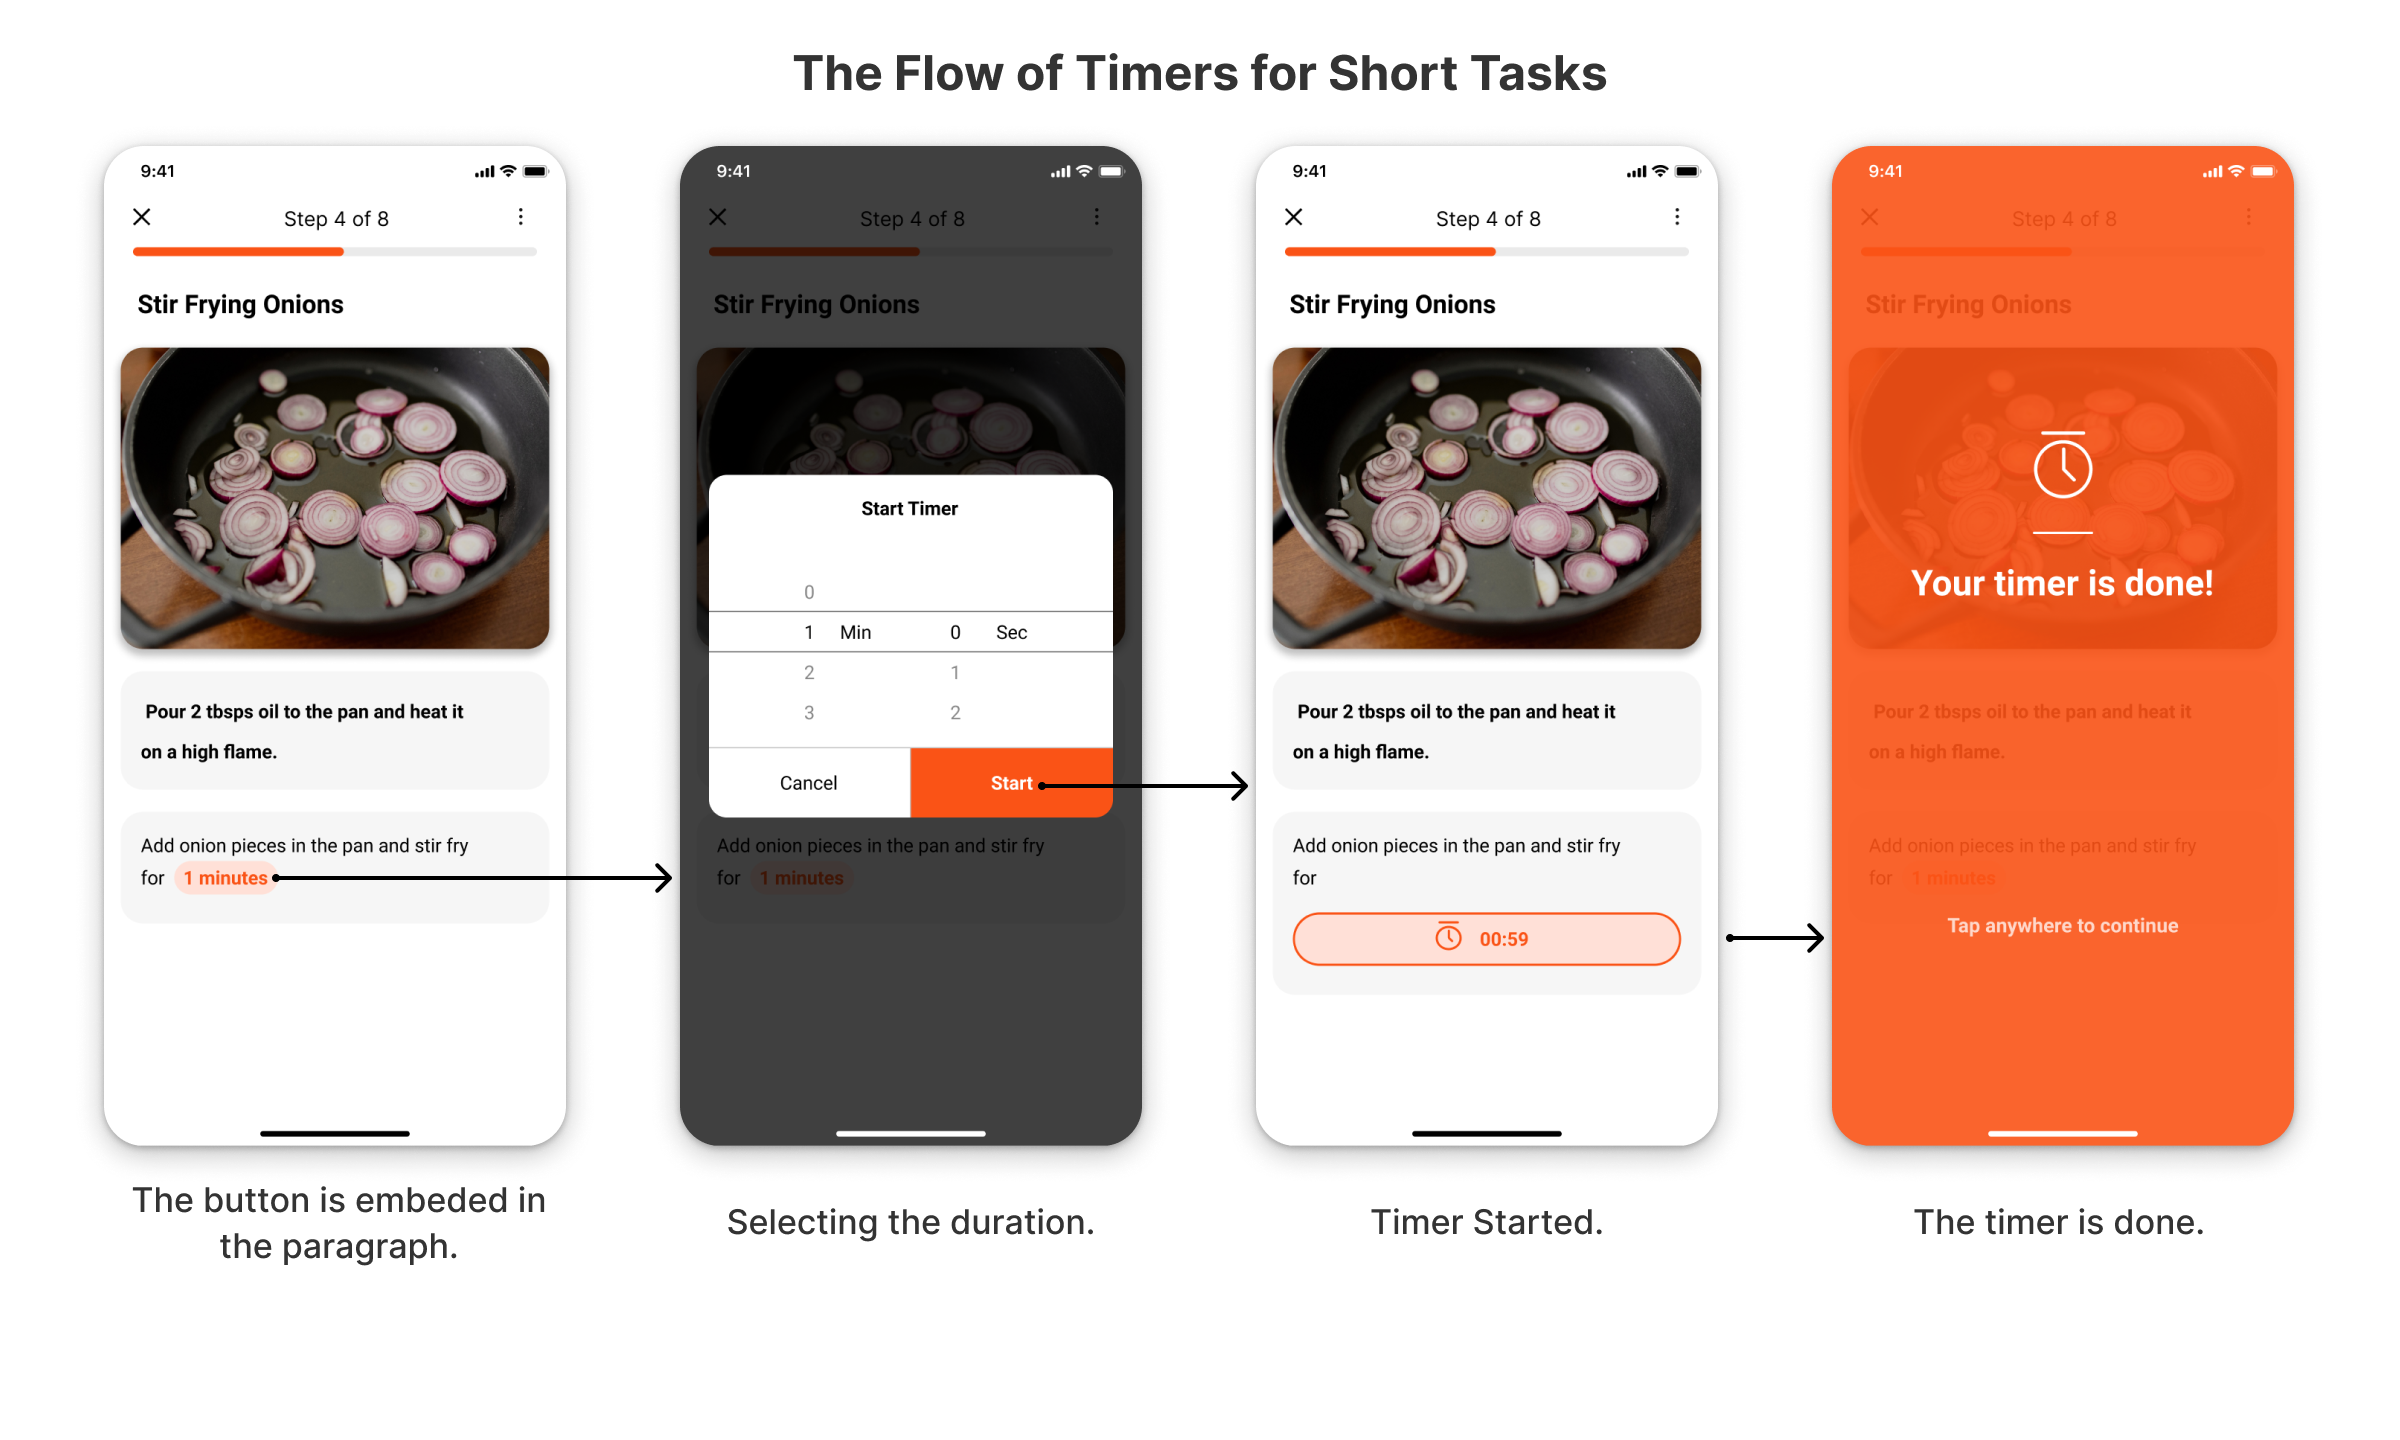 The Flow of Timers for Short Tasks
9:41
Step 4 of 8
Stir Frying Onions
Pour 2 tbsps oil to the pan and heat it
on a high flame.
Add onion pieces in the pan and stir fry
for 1 minutes
The button is embeded in
the paragraph.
9:41
Step 4 of 8
Stir Frying Onions
Start Timer
0
1 Min 0 Sec
2 1
3 2
Cancel Start
Add onion pieces in the pan and stir fry
for 1 minutes
Selecting the duration.
9:41
Step 4 of 8
Stir Frying Onions
Pour 2 tbsps oil to the pan and heat it
on a high flame.
Add onion pieces in the pan and stir fry
for
00:59
Timer Started.
9:41
Step 4 of 8
Stir Frying Onions
Your timer is done!
Pour 2 tbsps oil to the pan and heat it
on a high flame.
Add onion pieces in the pan and stir fry
for 1 minutes
Tap anywhere to continue
The timer is done.